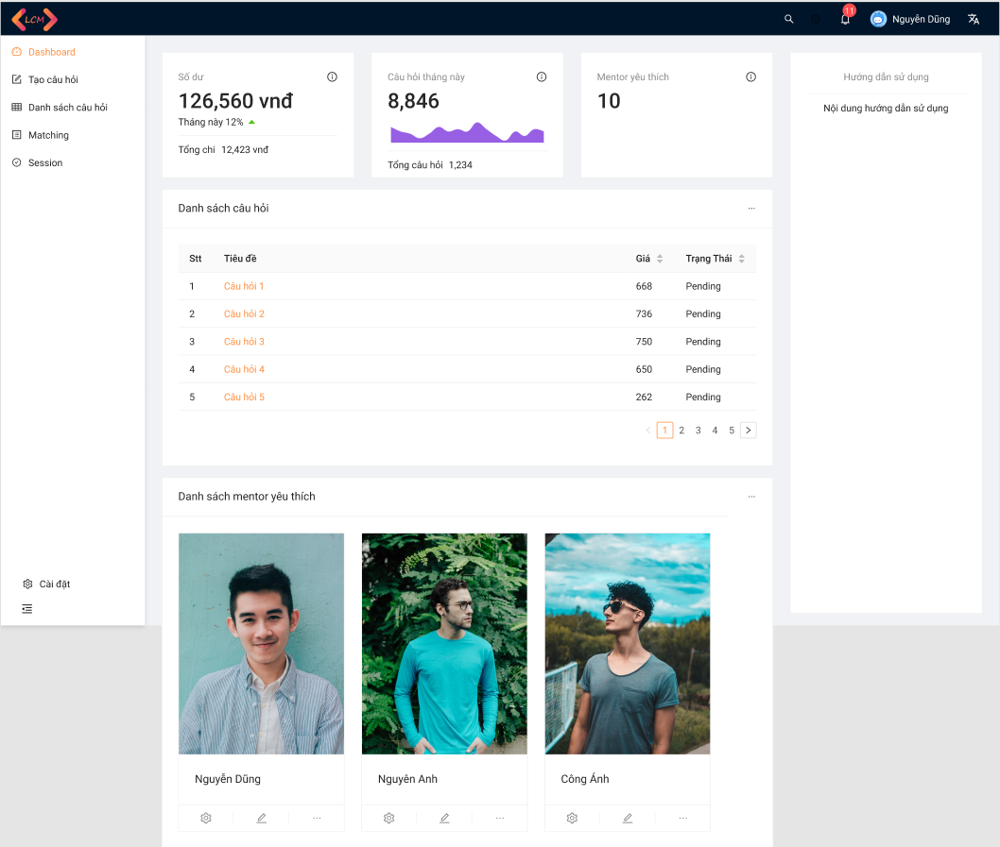 LCM
11
Nguyễn Dũng
Dashboard
Tạo câu hỏi
Danh sách câu hỏi
Matching
Session
Cài đặt
Số dư
126,560 vnđ
Tháng này 12%
Tổng chi 12,423 vnđ
Câu hỏi tháng này
8,846
Tổng câu hỏi 1,234
Mentor yêu thích
10
Hướng dẫn sử dụng
Nội dung hướng dẫn sử dụng
Danh sách câu hỏi
Stt Tiêu đề Giá Trạng Thái
1 Câu hỏi 1 668 Pending
2 Câu hỏi 2 736 Pending
3 Câu hỏi 3 750 Pending
4 Câu hỏi 4 650 Pending
5 Câu hỏi 5 262 Pending
< 1 2 3 4 5 >
Danh sách mentor yêu thích
Nguyễn Dũng
Nguyên Anh
Công Ánh